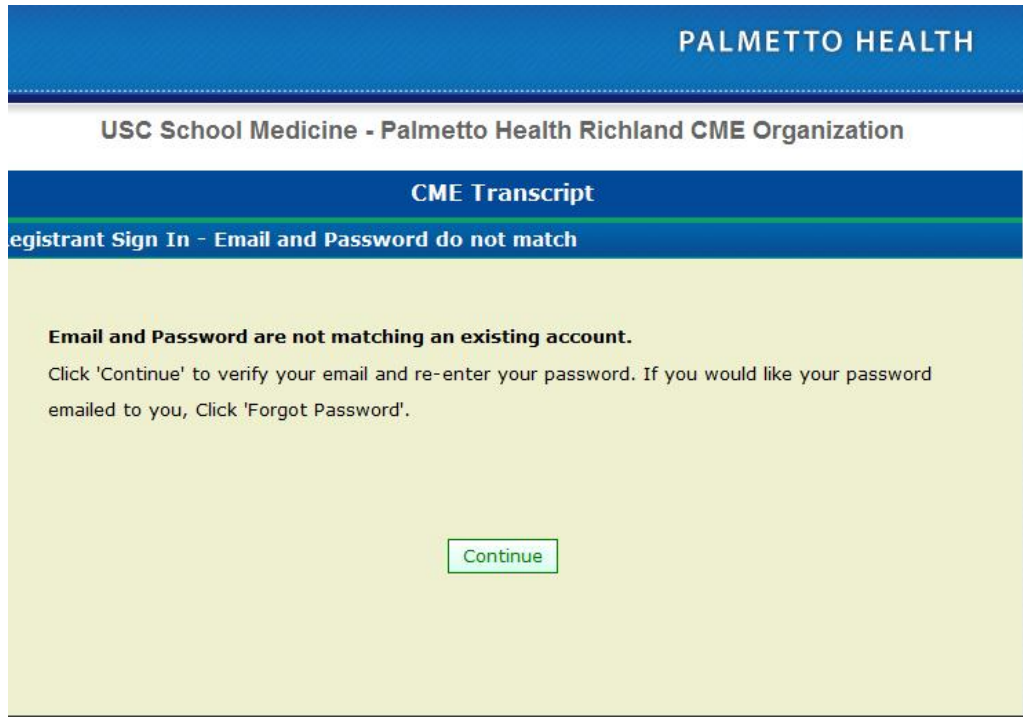 PALMETTO HEALTH
USC School Medicine - Palmetto Health Richland CME Organization
CME Transcript
egistrant Sign In - Email and Password do not match
Email and Password are not matching an existing account.
Click 'Continue' to verify your email and re-enter your password. If you would like your password
emailed to you, Click 'Forgot Password'.
Continue